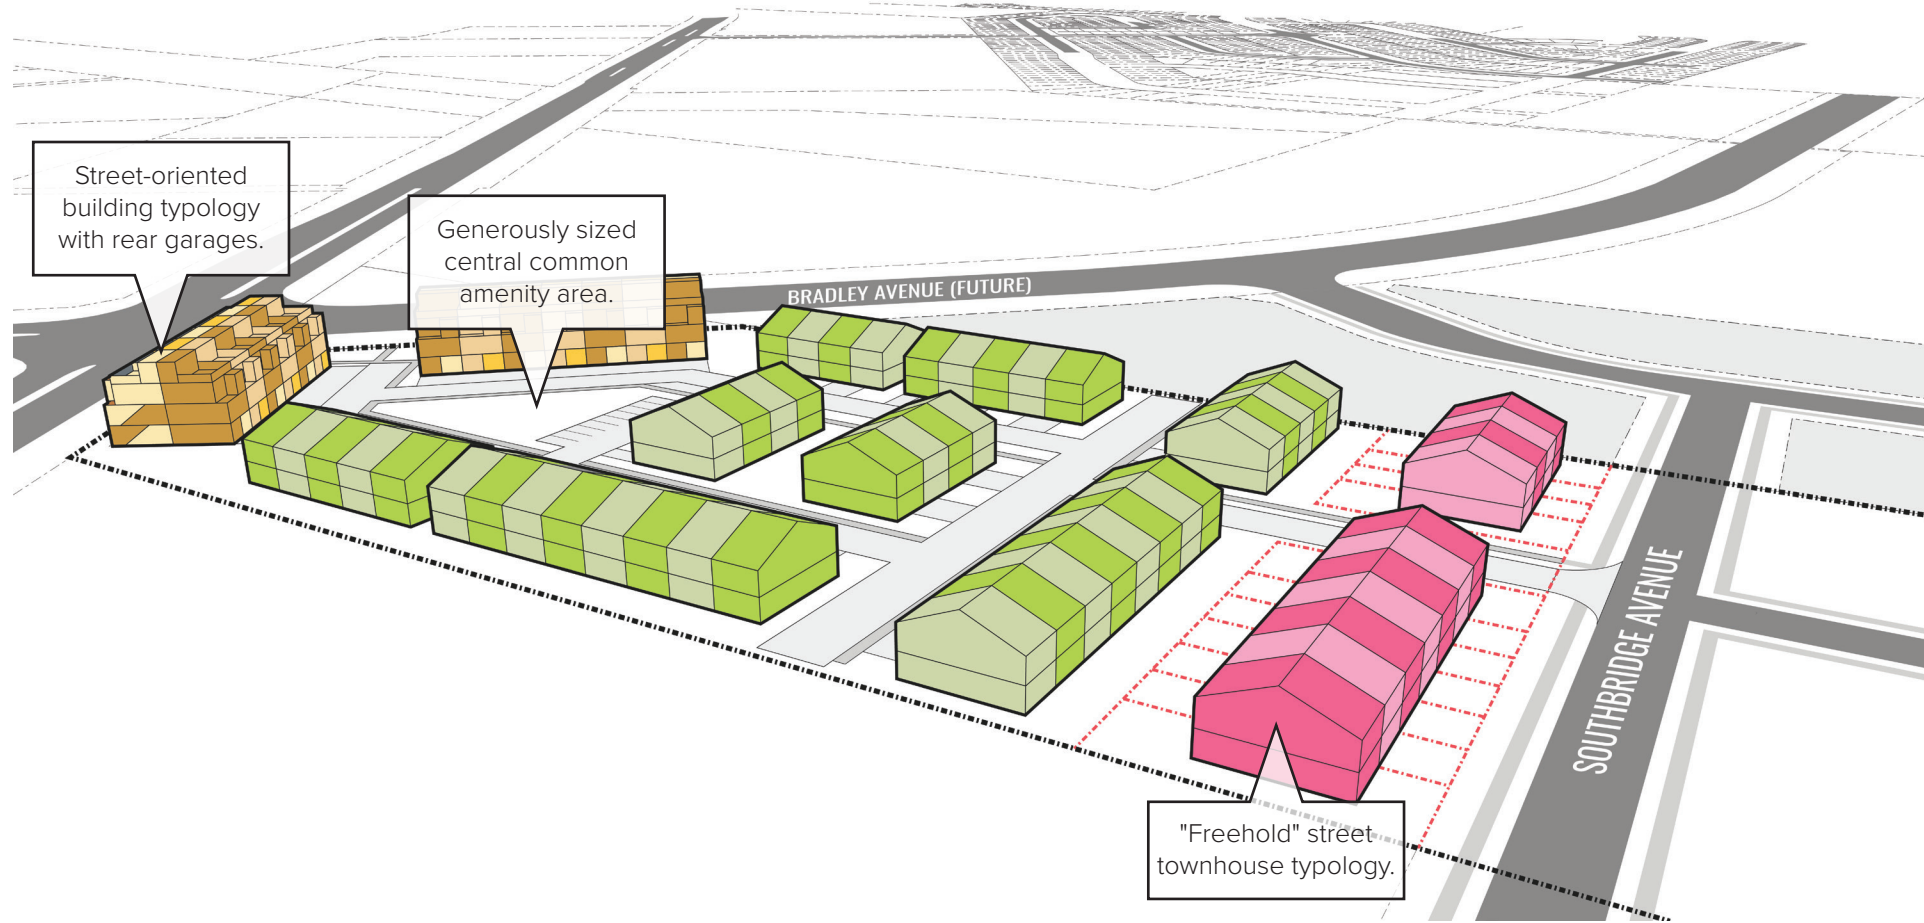 Street-oriented
building typology
with rear garages.
Generously sized
central common
amenity area.
BRADLEY AVENUE (FUTURE)
SOUTHBRIDGE AVENUE
"Freehold" street
townhouse typology.